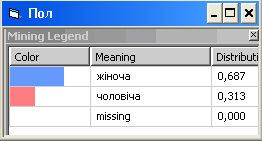 Пол
Mining Legend
Color Meaning Distributi
жіноча 0,687
чоловіча 0,313
missing 0,000